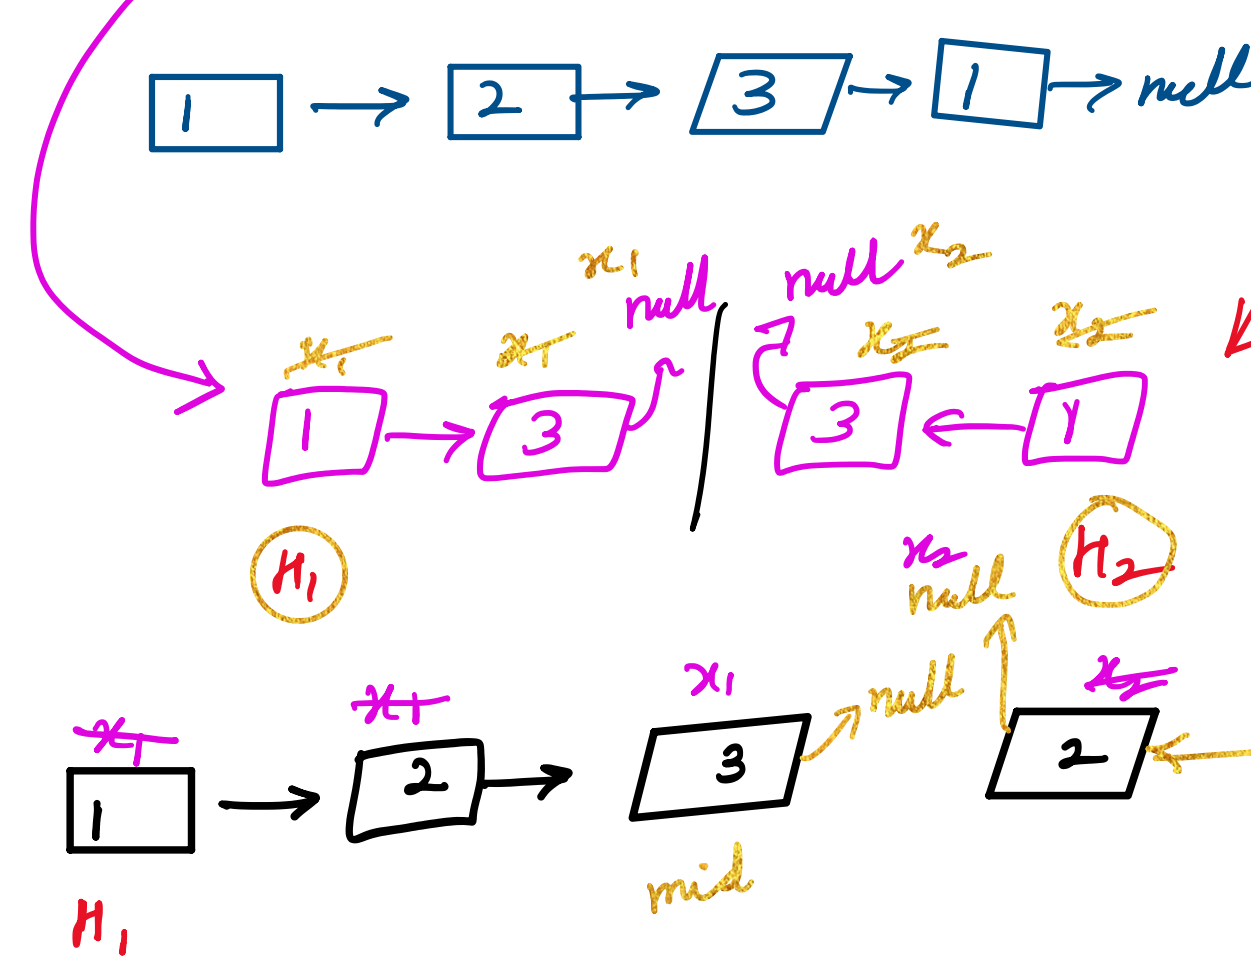 1 2 3 1 null
x1 null null x2
x1 x1 x2 x2
1 3 3 1
H1 H2
x2
null
x1 x1 x1 null x2
1 2 3 2
mid
H1